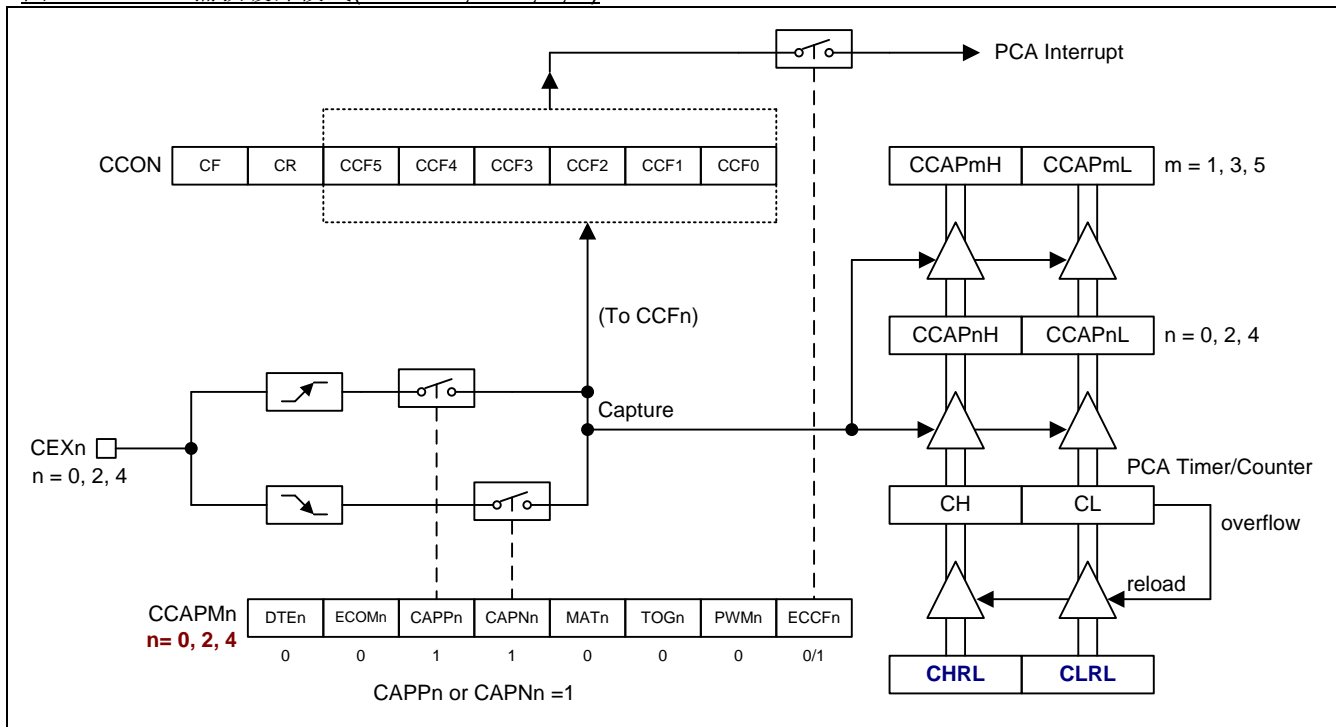 PCA Interrupt
CCON CF CR CCF5 CCF4 CCF3 CCF2 CCF1 CCF0
CCAPmH CCAPmL m = 1, 3, 5
(To CCFn)
CCAPnH CCAPnL n = 0, 2, 4
Capture
CEXn
n = 0, 2, 4
PCA Timer/Counter
CH CL
overflow
reload
CCAPMn DTEn ECOMn CAPPn CAPNn MATn TOGn PWMn ECCFn
n= 0, 2, 4
0 0 1 1 0 0 0 0/1
CHRL CLRL
CAPPn or CAPNn =1